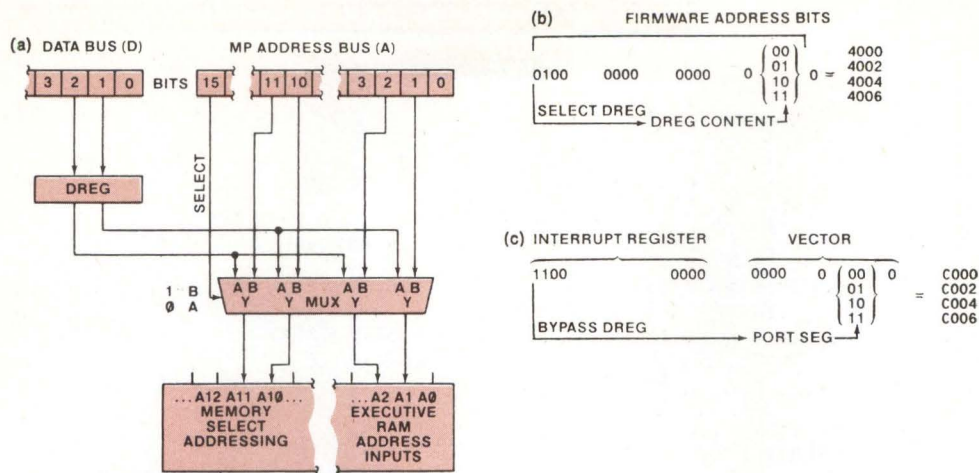 (a) DATA BUS (D) MP ADDRESS BUS (A)
3 2 1 0 BITS 15 11 10 3 2 1 0
SELECT
DREG
1 B
Ø A
A B A B A B A B
Y Y MUX Y Y
...A12 A11 A1Ø...
MEMORY
SELECT
ADDRESSING
...A2 A1 AØ
EXECUTIVE
RAM
ADDRESS
INPUTS
(b) FIRMWARE ADDRESS BITS
0100 0000 0000 0 00 0 = 4000
01 4002
10 4004
11 4006
SELECT DREG
DREG CONTENT
(c) INTERRUPT REGISTER VECTOR
1100 0000 0000 0 00 0 = C000
01 C002
10 C004
11 C006
BYPASS DREG
PORT SEG